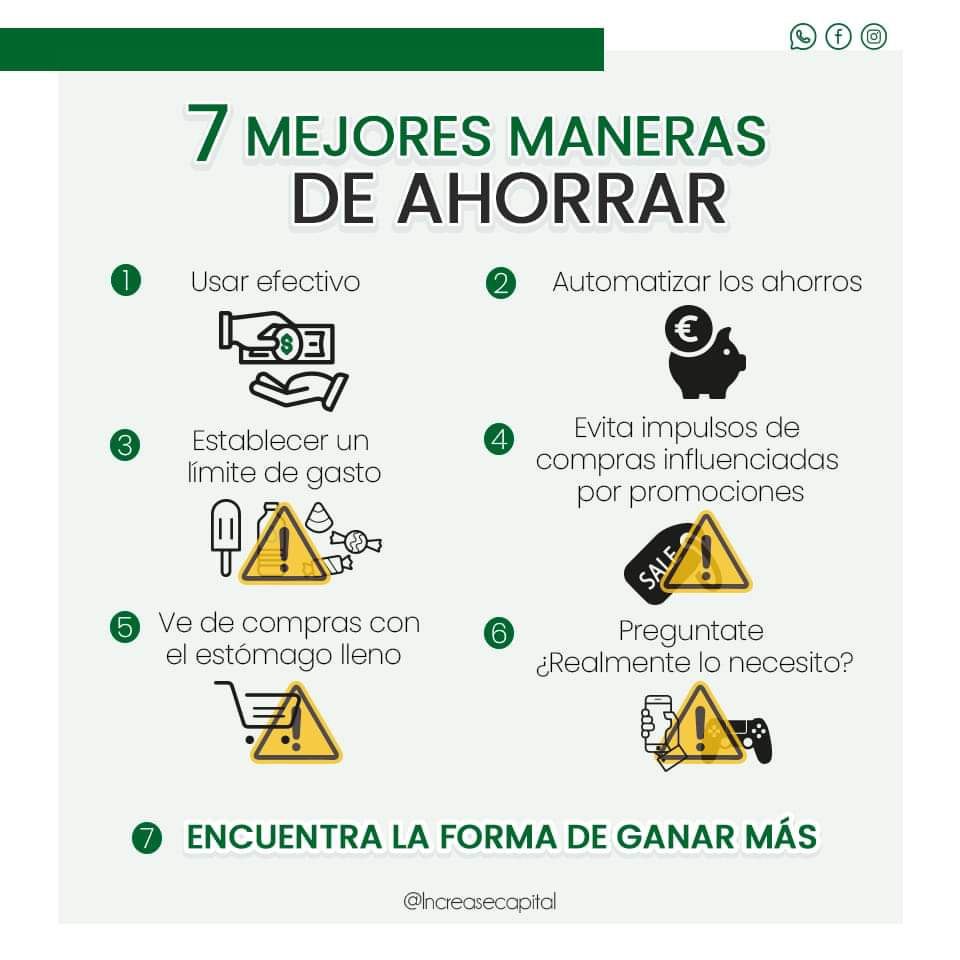 7 MEJORES MANERAS
DE AHORRAR
1 Usar efectivo
$
2 Automatizar los ahorros
€
3 Establecer un
límite de gasto
4 Evita impulsos de
compras influenciadas
por promociones
SALE
5 Ve de compras con
el estómago lleno
6 Preguntate
¿Realmente lo necesito?
7 ENCUENTRA LA FORMA DE GANAR MÁS
@Increasecapital